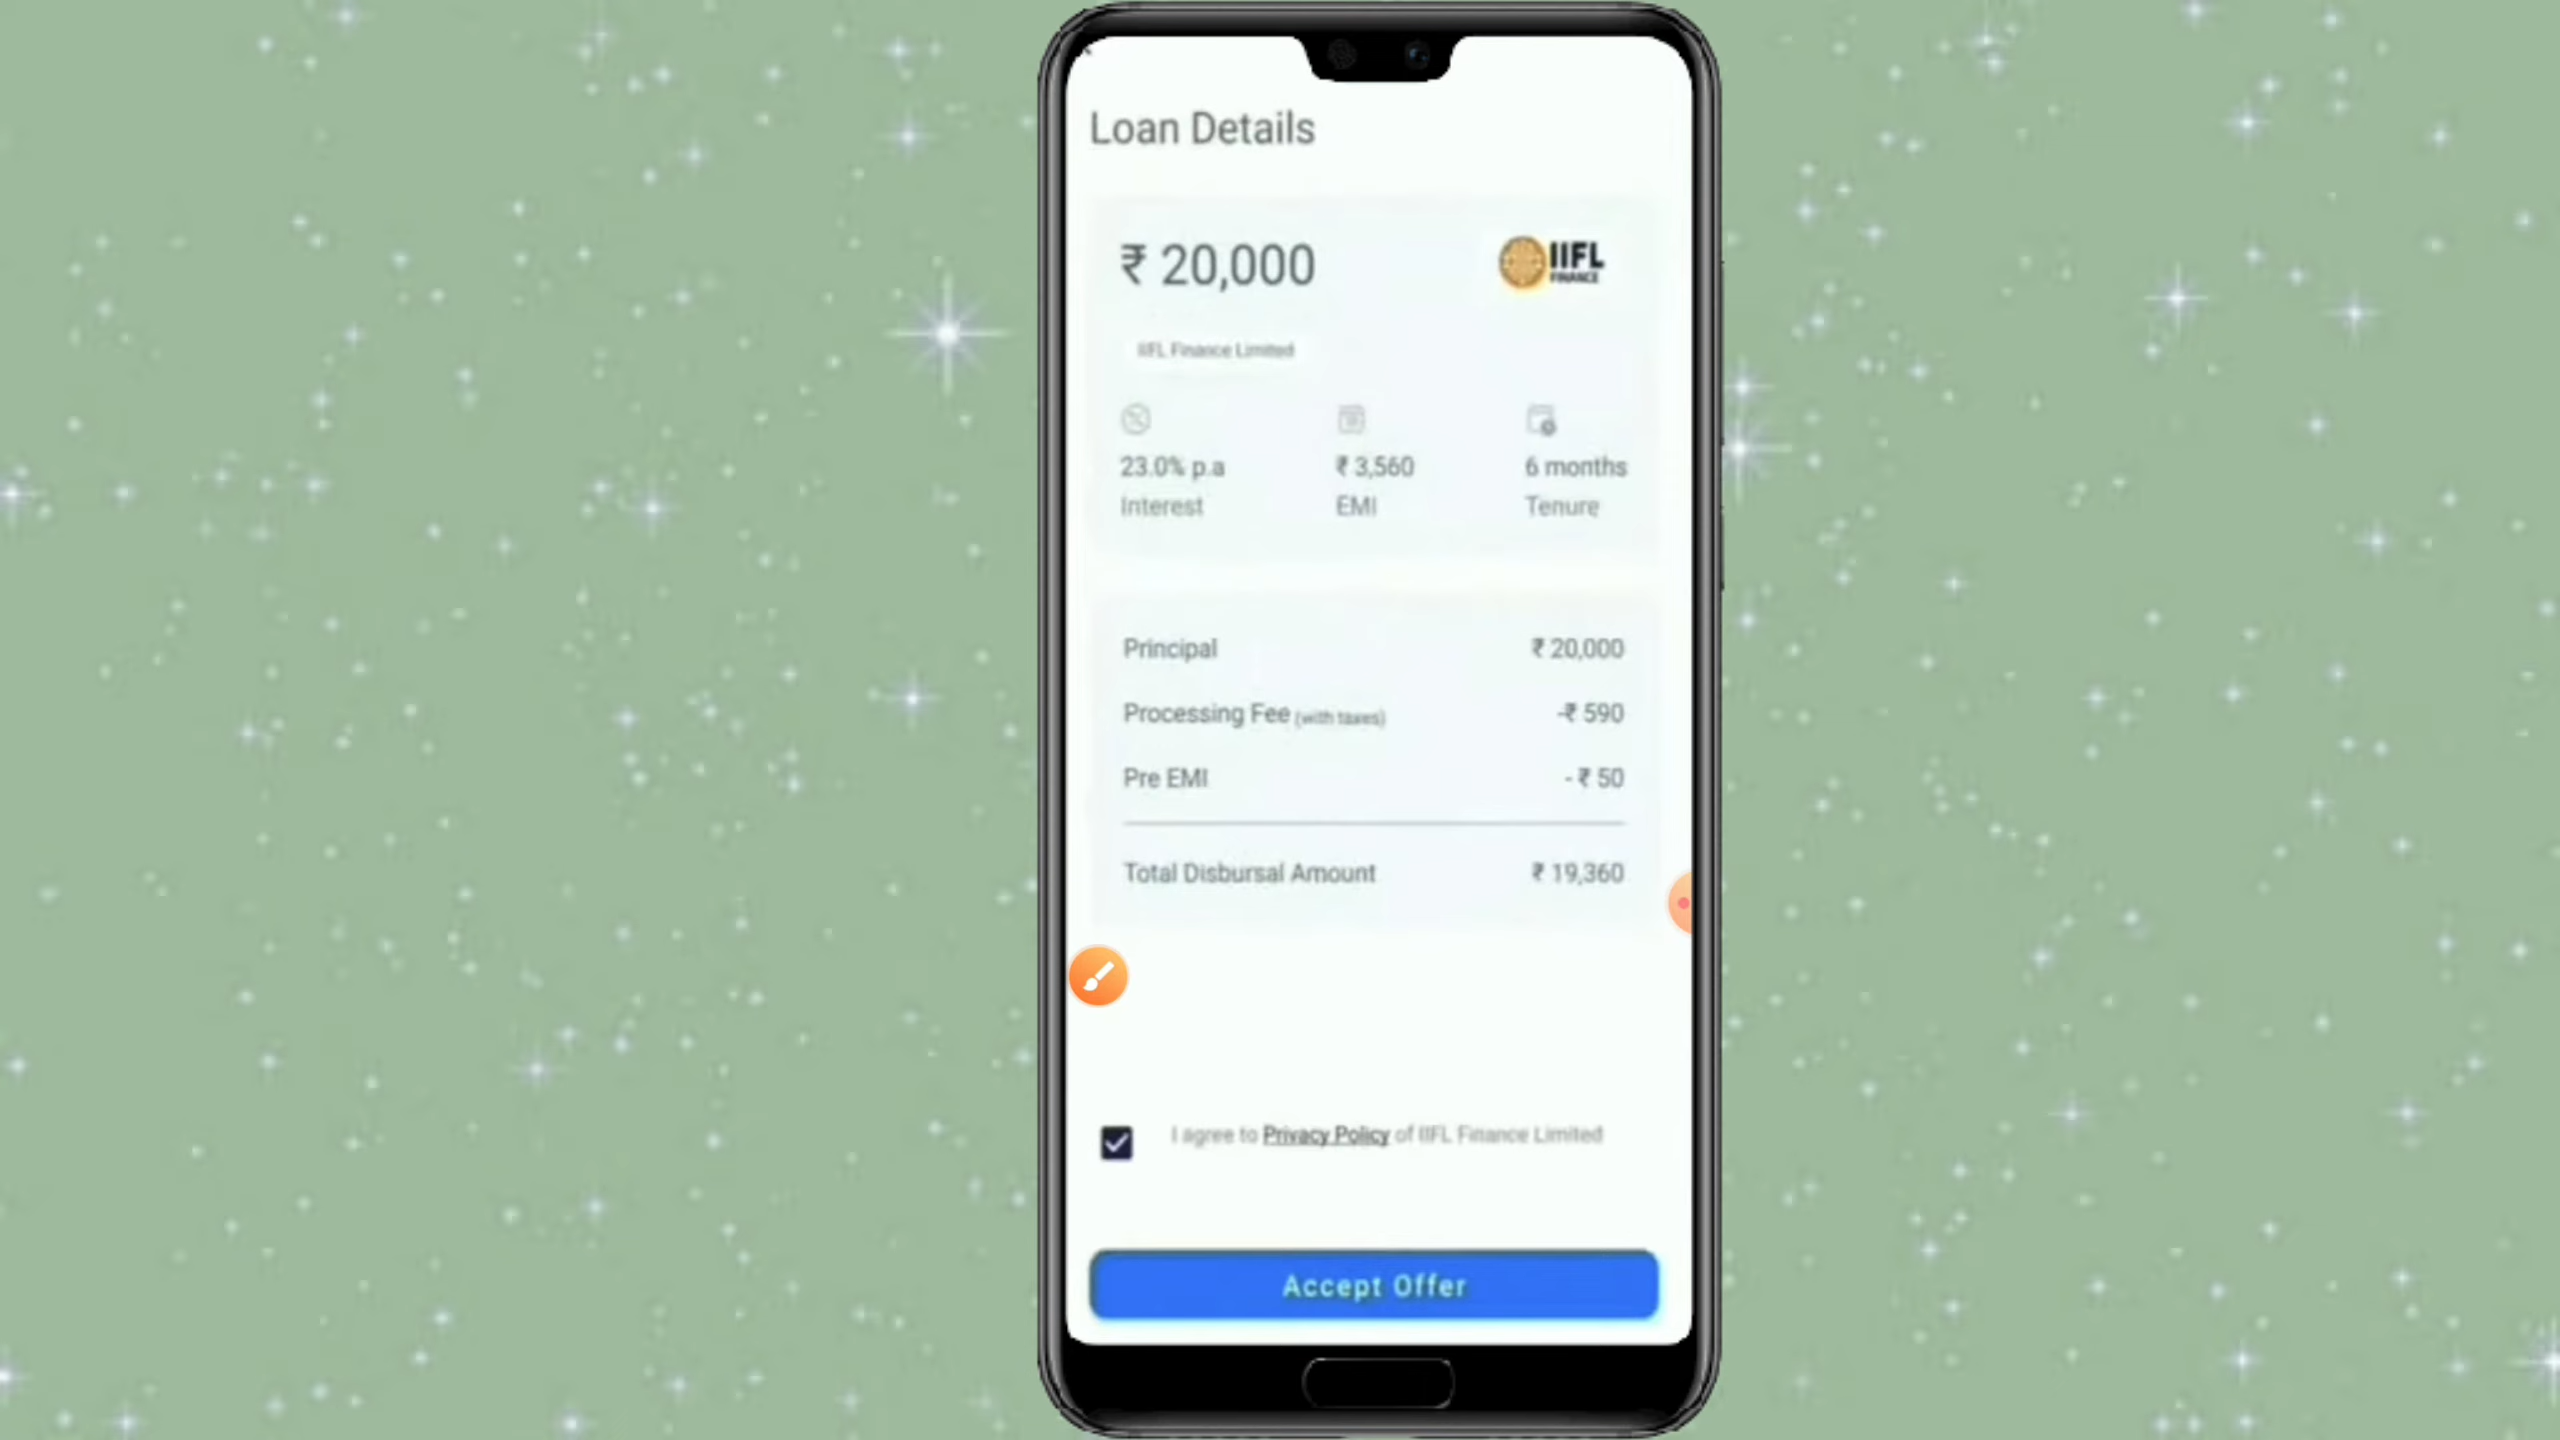 Loan Details
₹ 20,000
IIFL
FINANCE
IIFL Finance Limited
23.0% p.a
₹ 3,560
6 months
Interest
EMI
Tenure
Principal
₹ 20,000
Processing Fee (with taxes)
-₹ 590
Pre EMI
- ₹ 50
Total Disbursal Amount
₹ 19,360
I agree to Privacy Policy of IIFL Finance Limited
Accept Offer